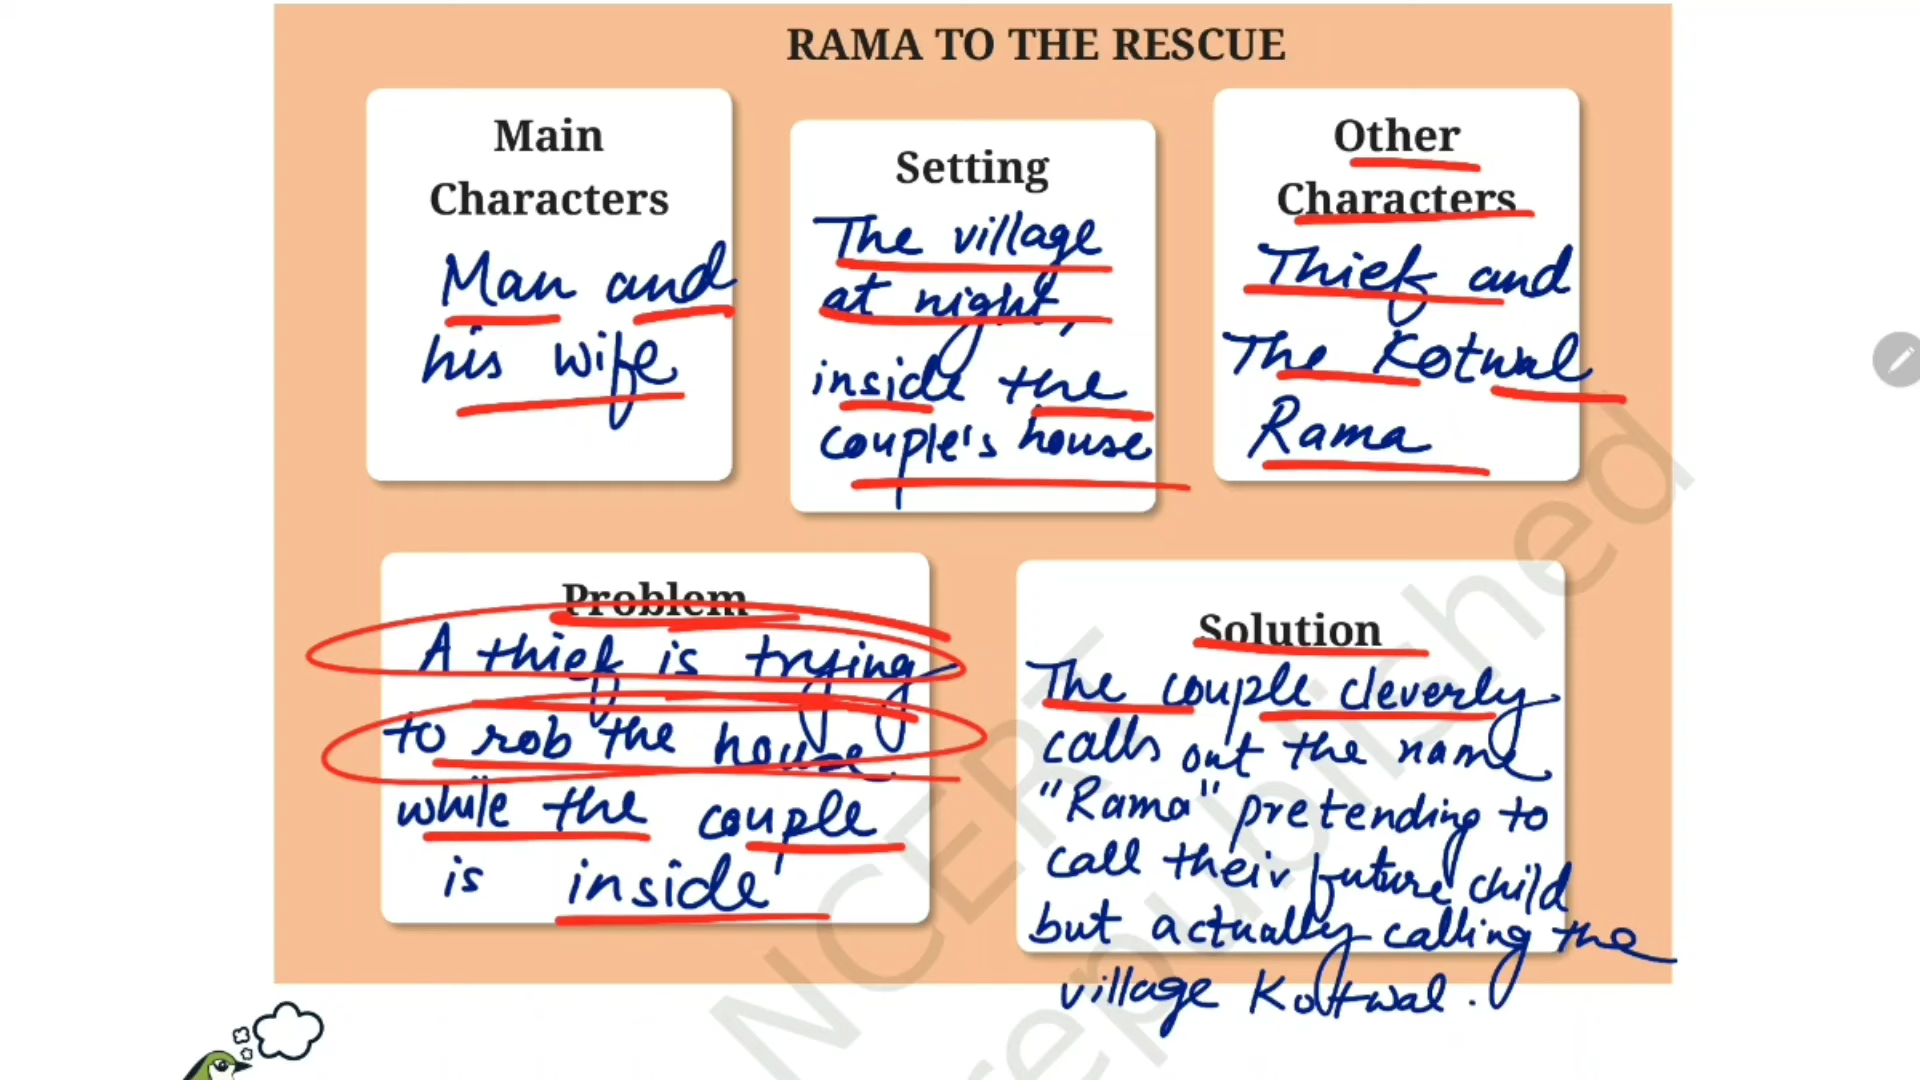 RAMA TO THE RESCUE
Main
Characters
Man and
his wife
Setting
The village
at night,
inside the
couple's house
Other
Characters
Thief and
The Kotwal
Rama
Problem
A thief is trying
to rob the house
while the couple
is inside
Solution
The couple cleverly
calls out the name
"Rama" pretending to
call their future child
but actually calling the
village Kotwal.
NCERT
republished